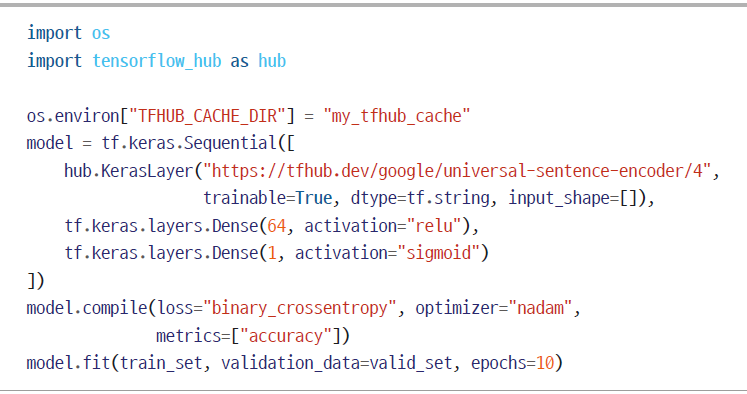 import os
import tensorflow_hub as hub

os.environ["TFHUB_CACHE_DIR"] = "my_tfhub_cache"
model = tf.keras.Sequential([
    hub.KerasLayer("https://tfhub.dev/google/universal-sentence-encoder/4",
                   trainable=True, dtype=tf.string, input_shape=[]),
    tf.keras.layers.Dense(64, activation="relu"),
    tf.keras.layers.Dense(1, activation="sigmoid")
])
model.compile(loss="binary_crossentropy", optimizer="nadam",
              metrics=["accuracy"])
model.fit(train_set, validation_data=valid_set, epochs=10)